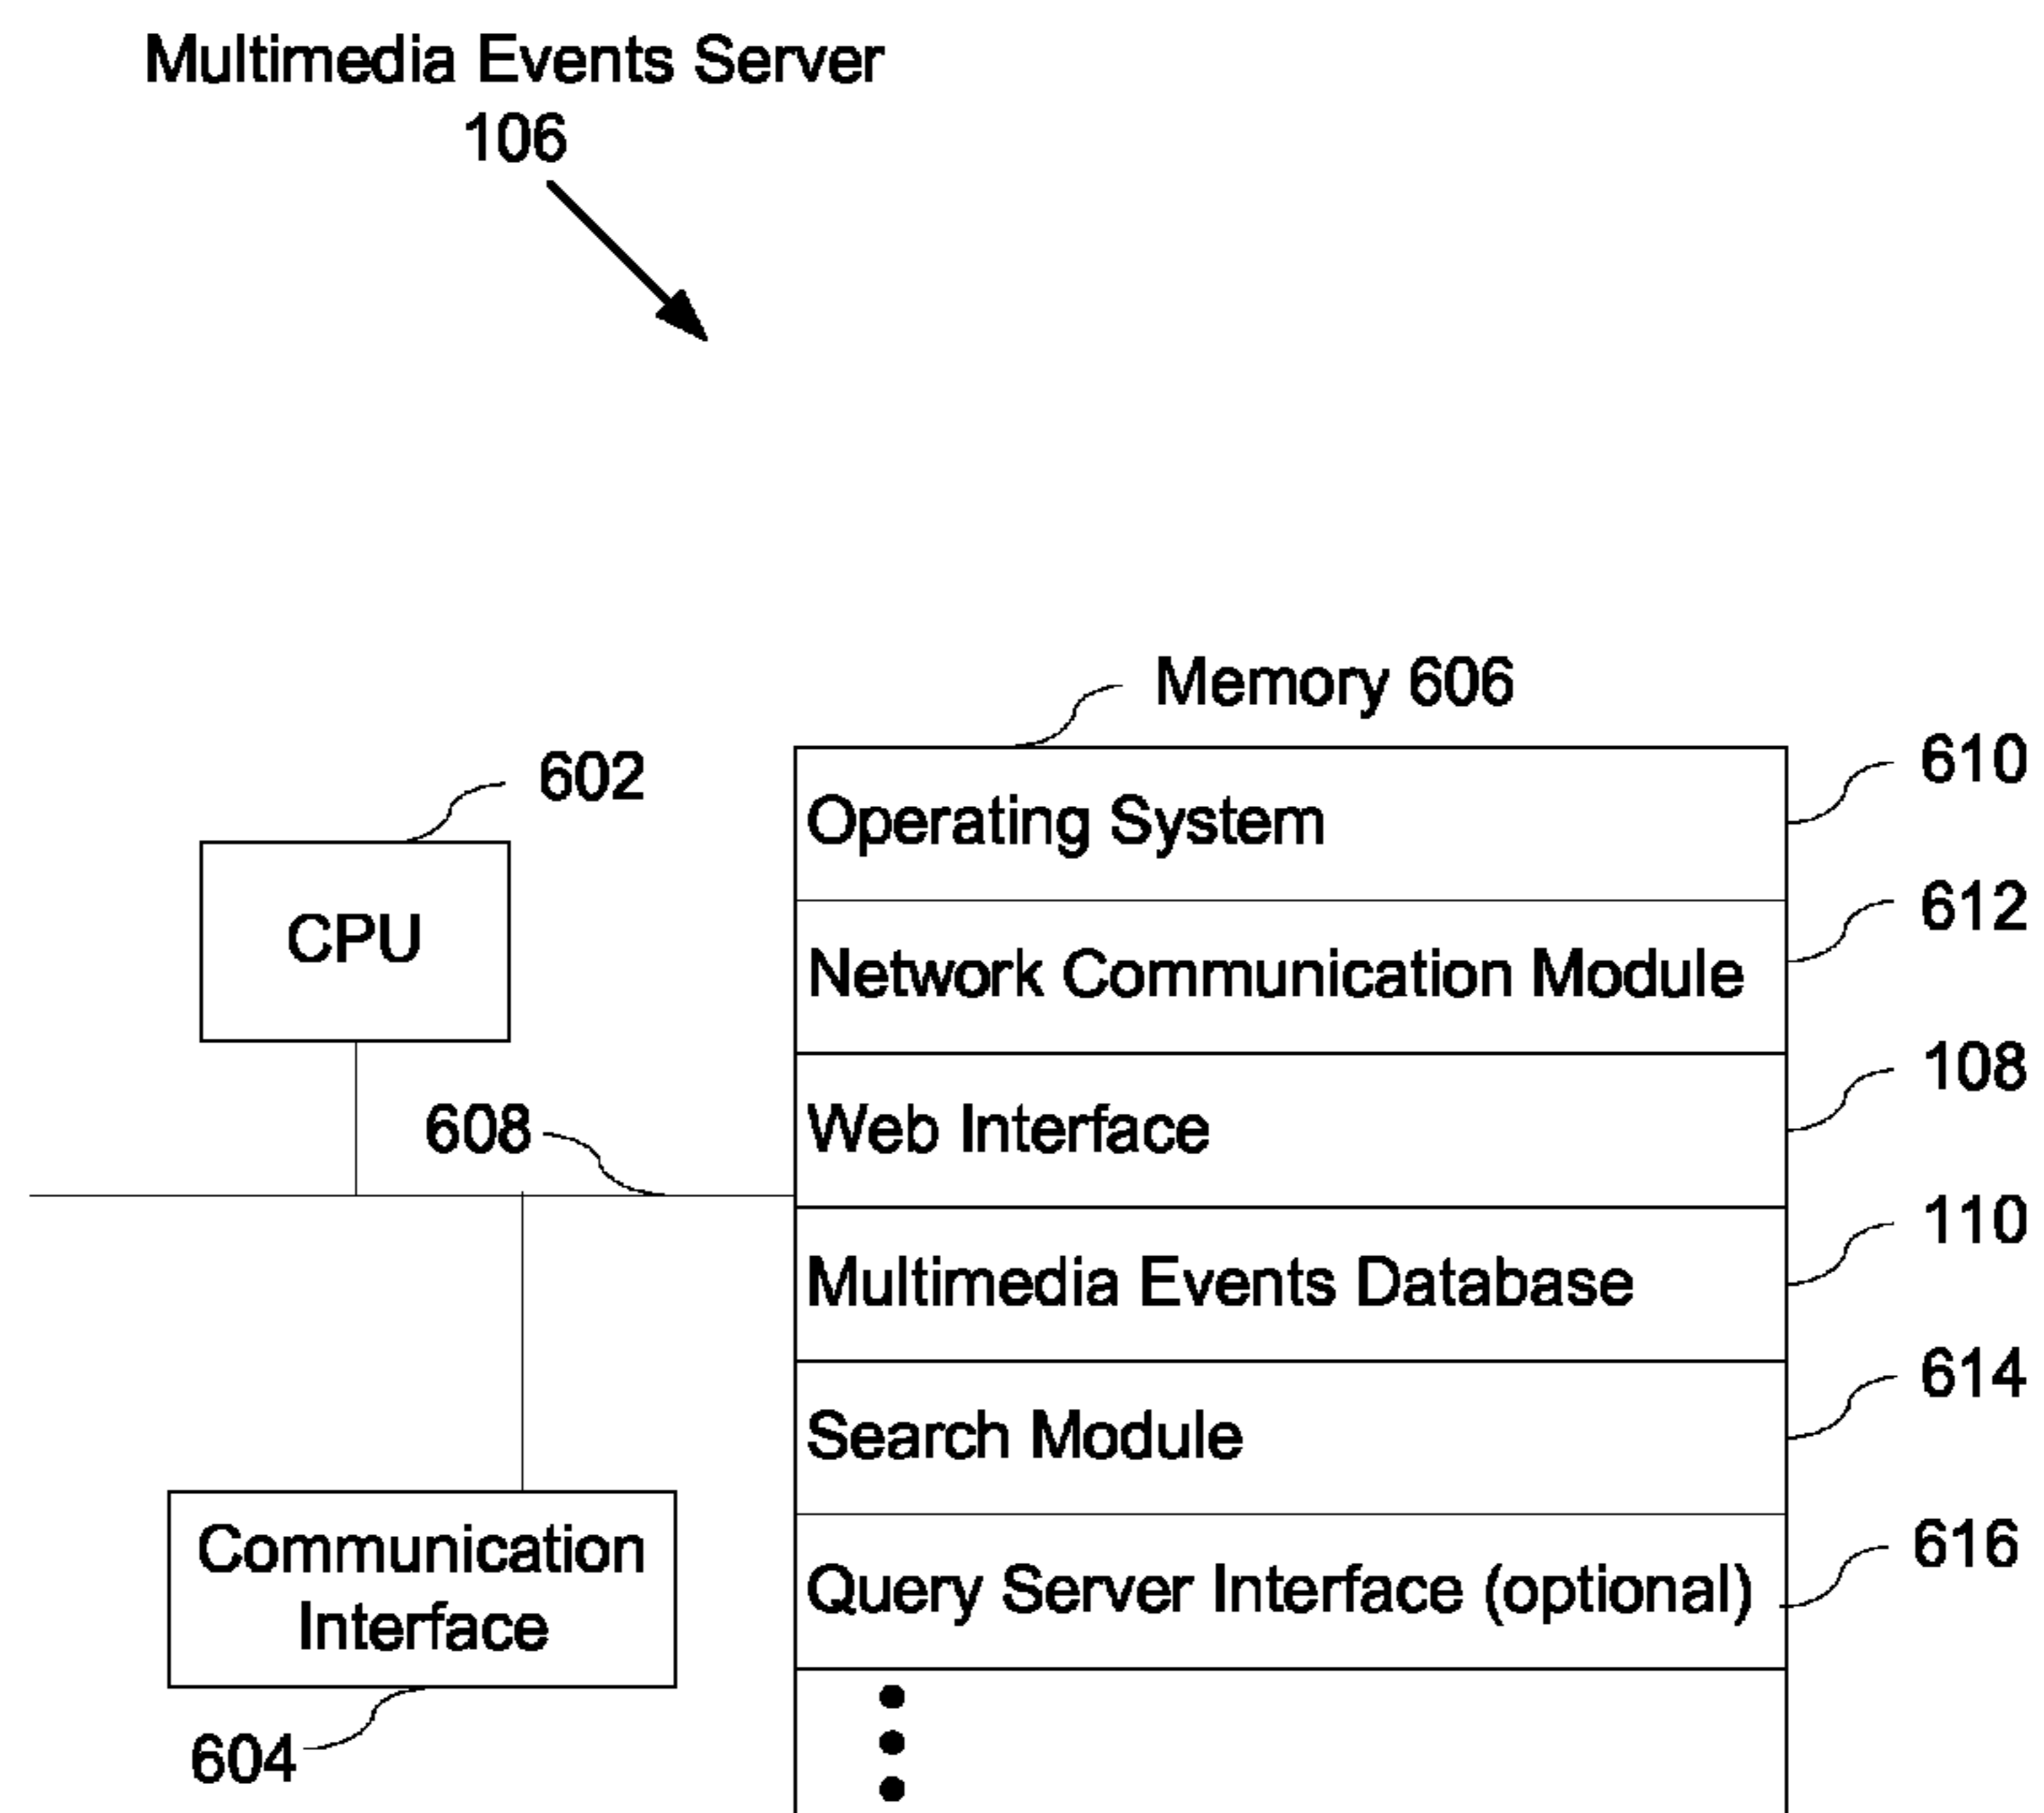 Multimedia Events Server
106
Memory 606
610
602
Operating System
612
CPU
Network Communication Module
108
608
Web Interface
110
Multimedia Events Database
614
Search Module
616
Communication
Interface
Query Server Interface (optional)
604